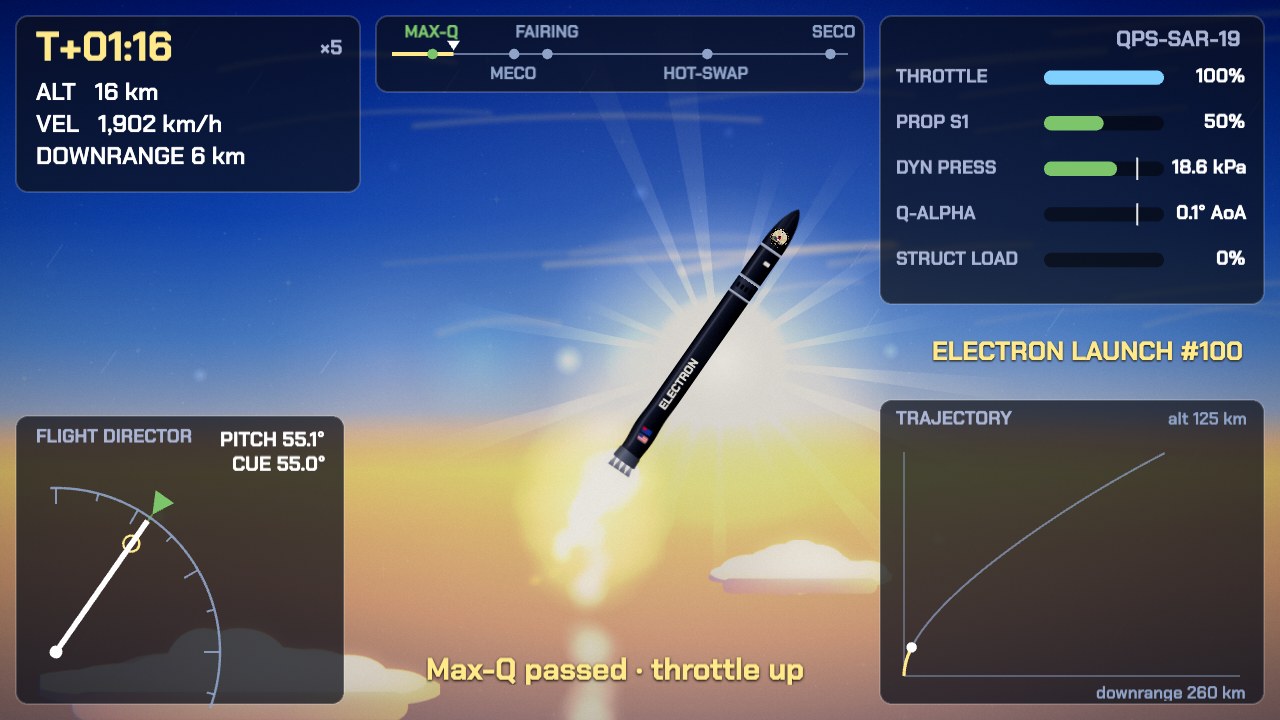 T+01:16 ×5
ALT 16 km
VEL 1,902 km/h
DOWNRANGE 6 km
MAX-Q FAIRING SECO
MECO HOT-SWAP
QPS-SAR-19
THROTTLE 100%
PROP S1 50%
DYN PRESS 18.6 kPa
Q-ALPHA 0.1° AoA
STRUCT LOAD 0%
ELECTRON LAUNCH #100
ELECTRON
FLIGHT DIRECTOR PITCH 55.1°
CUE 55.0°
TRAJECTORY alt 125 km
downrange 260 km
Max-Q passed · throttle up